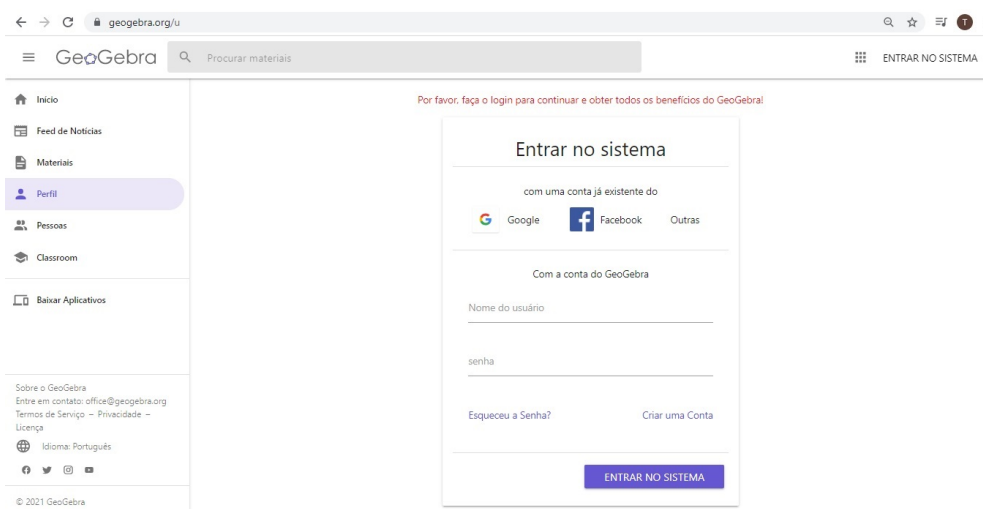 geogebra.org/u
T
GeoGebra
Procurar materiais
ENTRAR NO SISTEMA
Início
Feed de Notícias
Materiais
Perfil
Pessoas
Classroom
Baixar Aplicativos
Sobre o GeoGebra
Entre em contato: office@geogebra.org
Termos de Serviço – Privacidade –
Licença
Idioma: Português
© 2021 GeoGebra
Por favor, faça o login para continuar e obter todos os benefícios do GeoGebra!
Entrar no sistema
com uma conta já existente do
G Google f Facebook Outras
Com a conta do GeoGebra
Nome do usuário
senha
Esqueceu a Senha? Criar uma Conta
ENTRAR NO SISTEMA